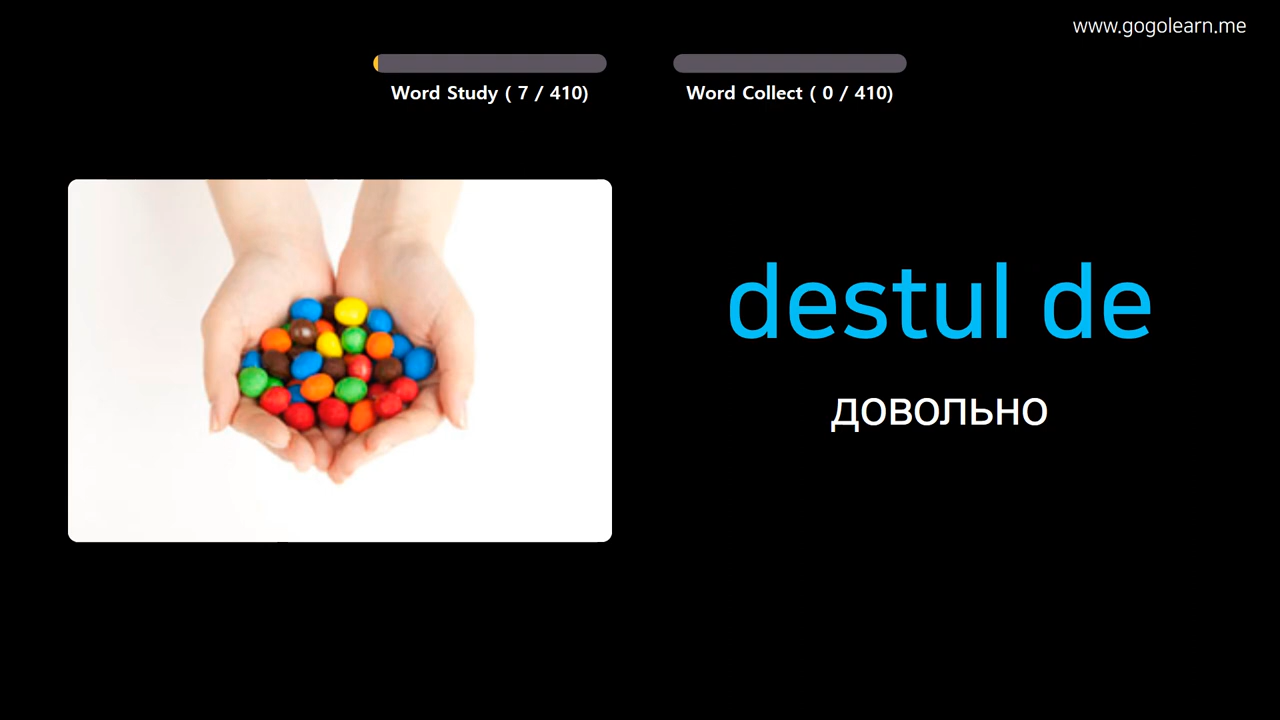 www.gogolearn.me
Word Study ( 7 / 410)
Word Collect ( 0 / 410)
destul de
довольно